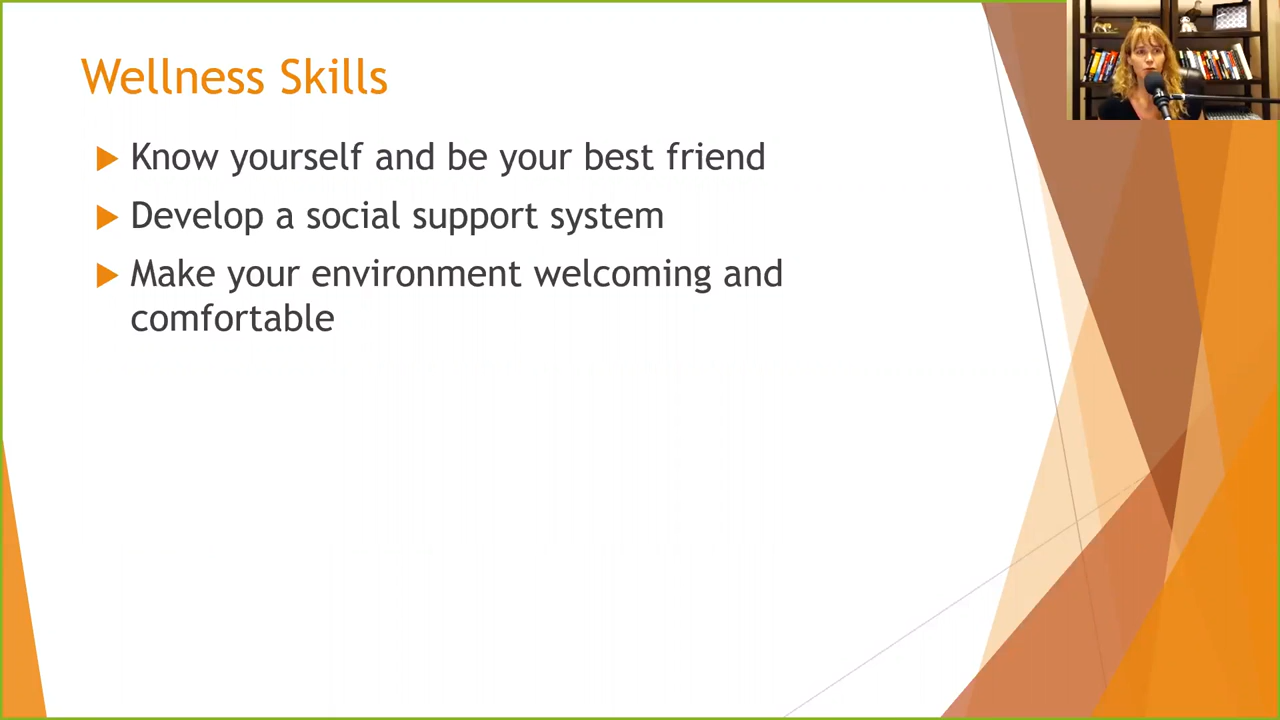 Wellness Skills
Know yourself and be your best friend
Develop a social support system
Make your environment welcoming and
comfortable